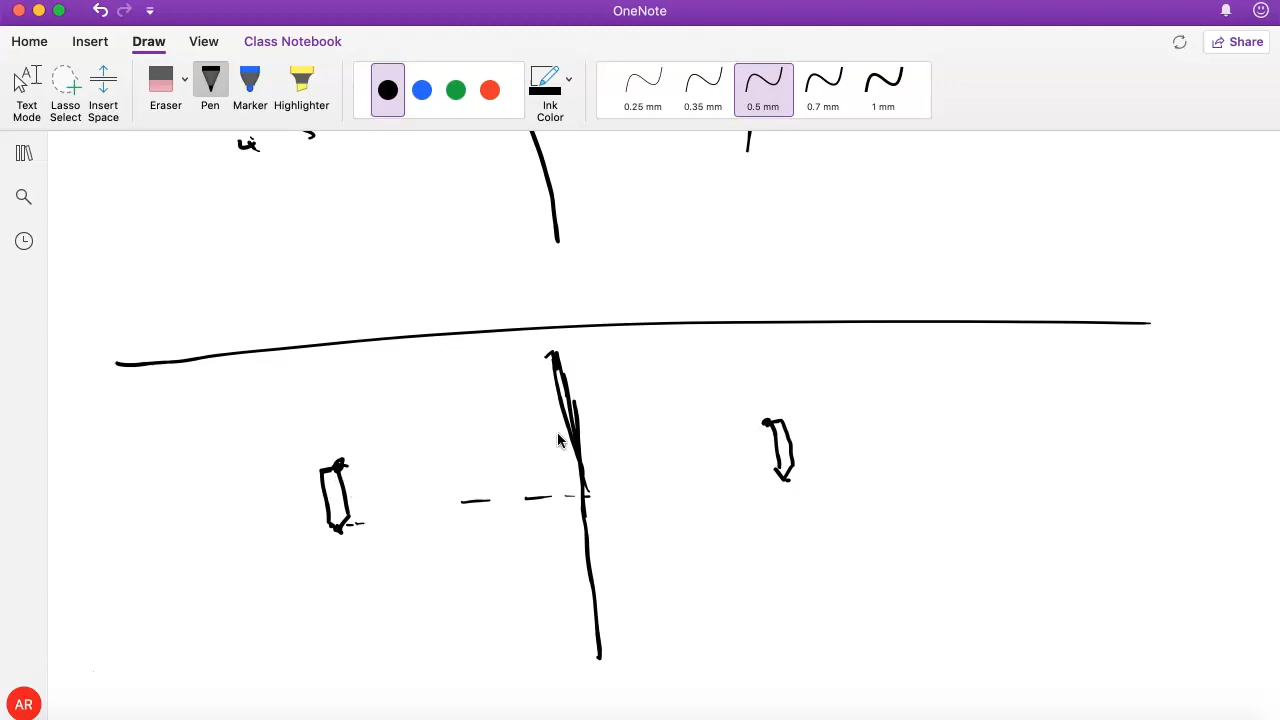 OneNote
Home Insert Draw View Class Notebook
Share
Text Mode
Lasso Select
Insert Space
Eraser
Pen
Marker
Highlighter
Ink Color
0.25 mm
0.35 mm
0.5 mm
0.7 mm
1 mm
AR